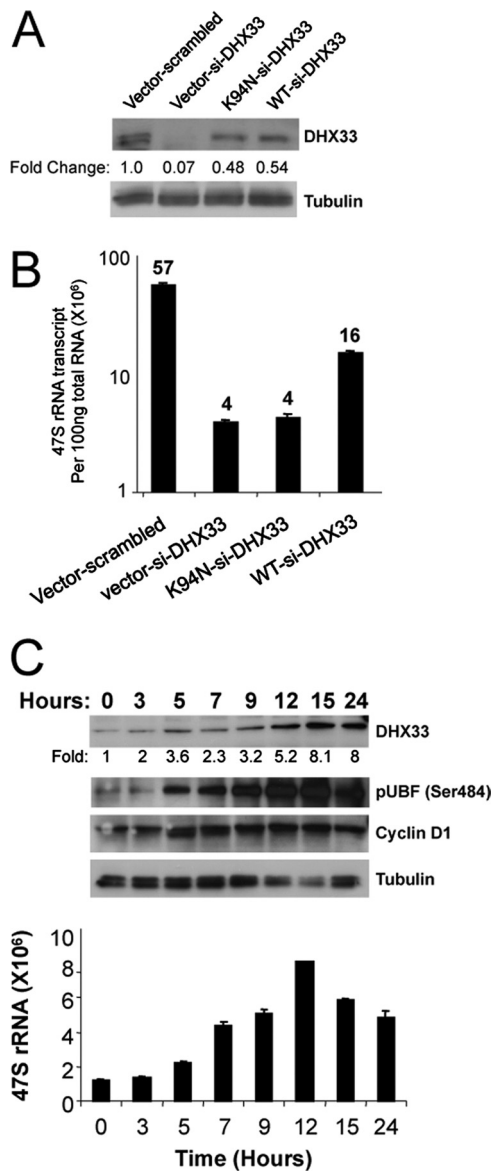 A
Vector-scrambled Vector-si-DHX33 K94N-si-DHX33 WT-si-DHX33
DHX33
Fold Change: 1.0 0.07 0.48 0.54
Tubulin
B
47S rRNA transcript
Per 100ng total RNA (X10⁶)
100
10
1
57
4
4
16
Vector-scrambled vector-si-DHX33 K94N-si-DHX33 WT-si-DHX33
C
Hours: 0 3 5 7 9 12 15 24
DHX33
Fold: 1 2 3.6 2.3 3.2 5.2 8.1 8
pUBF (Ser484)
Cyclin D1
Tubulin
47S rRNA (X10⁶)
10
8
6
4
2
0
0 3 5 7 9 12 15 24
Time (Hours)